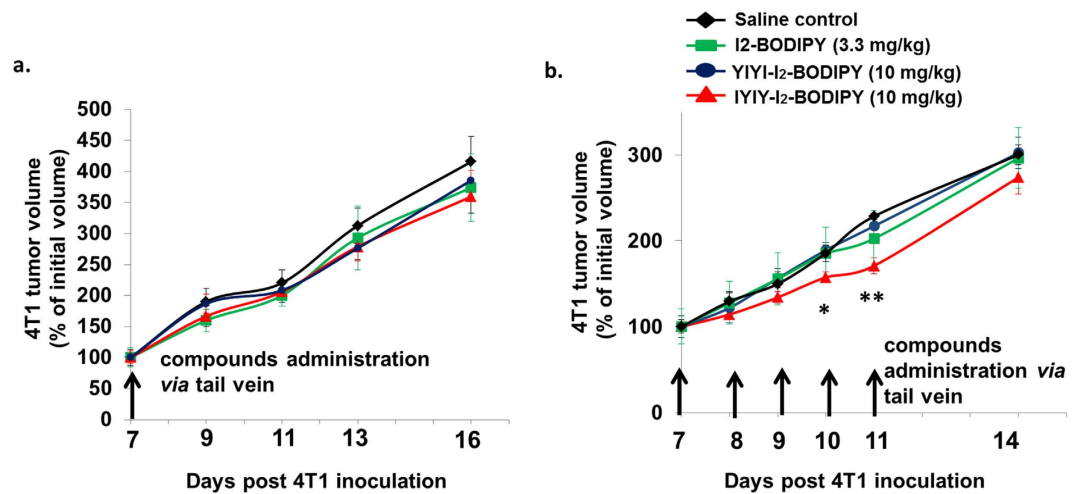 a.
4T1 tumor volume
(% of initial volume)
500
450
400
350
300
250
200
150
100
50
0
compounds administration
via tail vein
7
9
11
13
16
Days post 4T1 inoculation
Saline control
I2-BODIPY (3.3 mg/kg)
YIYI-I₂-BODIPY (10 mg/kg)
IYIY-I₂-BODIPY (10 mg/kg)
b.
4T1 tumor volume
(% of initial volume)
300
200
100
0
*
**
compounds
administration via
tail vein
7
8
9
10
11
14
Days post 4T1 inoculation